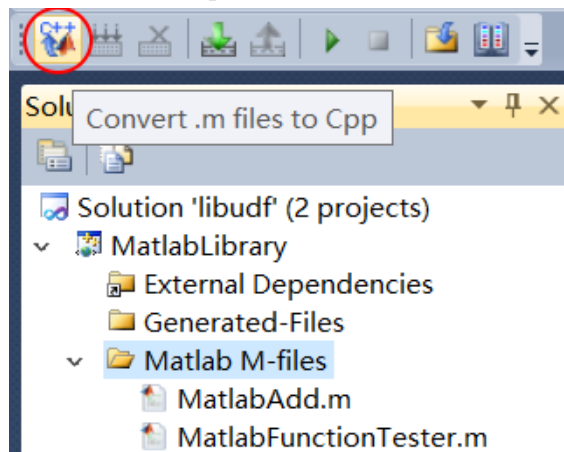 C++
Solu
Convert .m files to Cpp
Solution 'libudf' (2 projects)
MatlabLibrary
External Dependencies
Generated-Files
Matlab M-files
MatlabAdd.m
MatlabFunctionTester.m